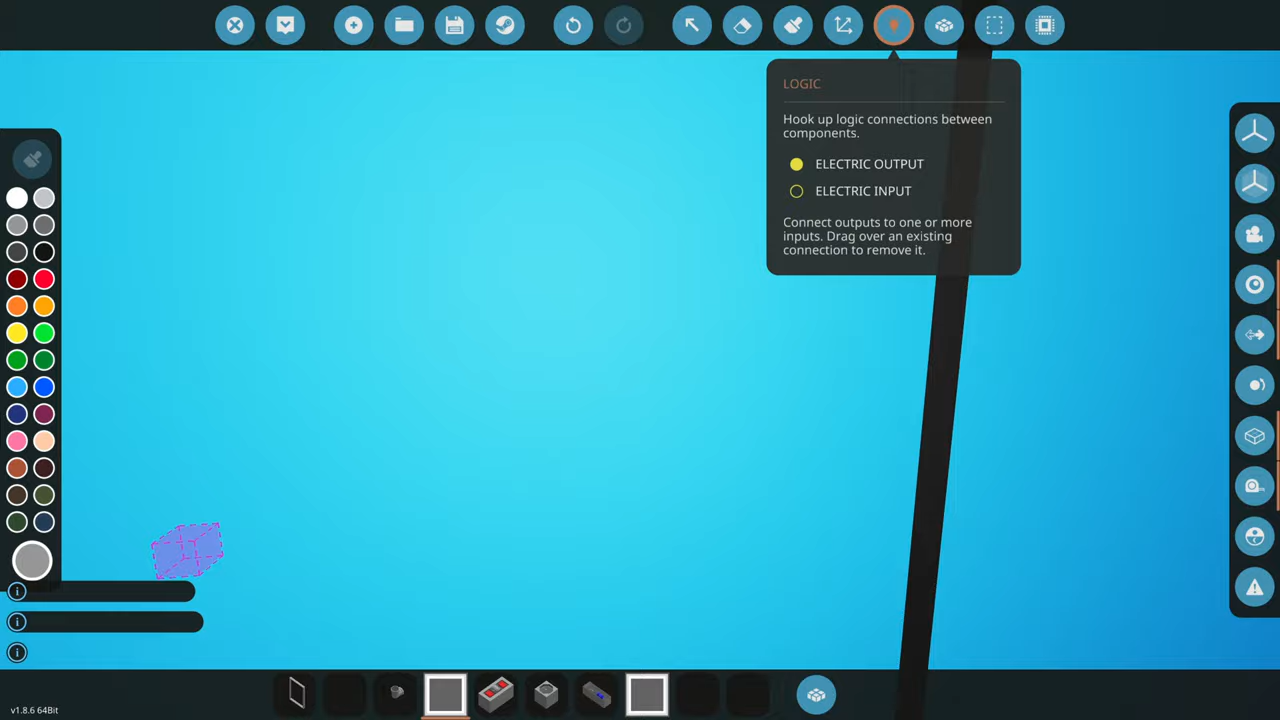 LOGIC
Hook up logic connections between
components.
ELECTRIC OUTPUT
ELECTRIC INPUT
Connect outputs to one or more
inputs. Drag over an existing
connection to remove it.
v1.8.6 64Bit